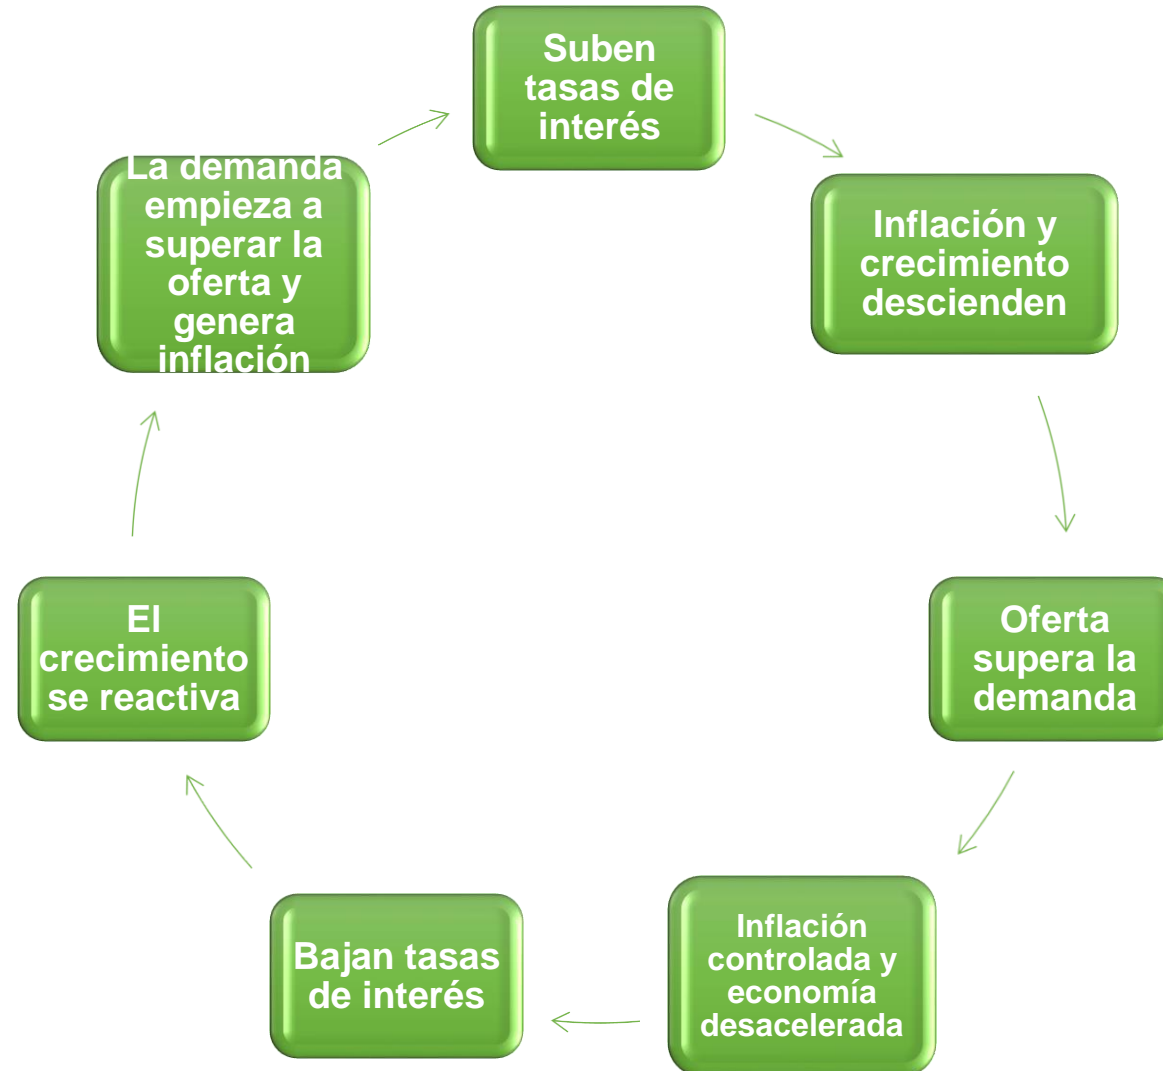 Suben
tasas de
interés
Inflación y
crecimiento
descienden
Oferta
supera la
demanda
Inflación
controlada y
economía
desacelerada
Bajan tasas
de interés
El
crecimiento
se reactiva
La demanda
empieza a
superar la
oferta y
genera
inflación